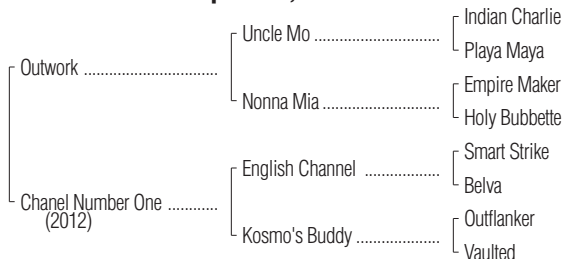 Indian Charlie
Uncle Mo ..............................
Playa Maya
Outwork ................................
Empire Maker
Nonna Mia ............................
Holy Bubbette
Smart Strike
English Channel ..................
Belva
Chanel Number One ............
(2012)
Outflanker
Kosmo's Buddy ....................
Vaulted